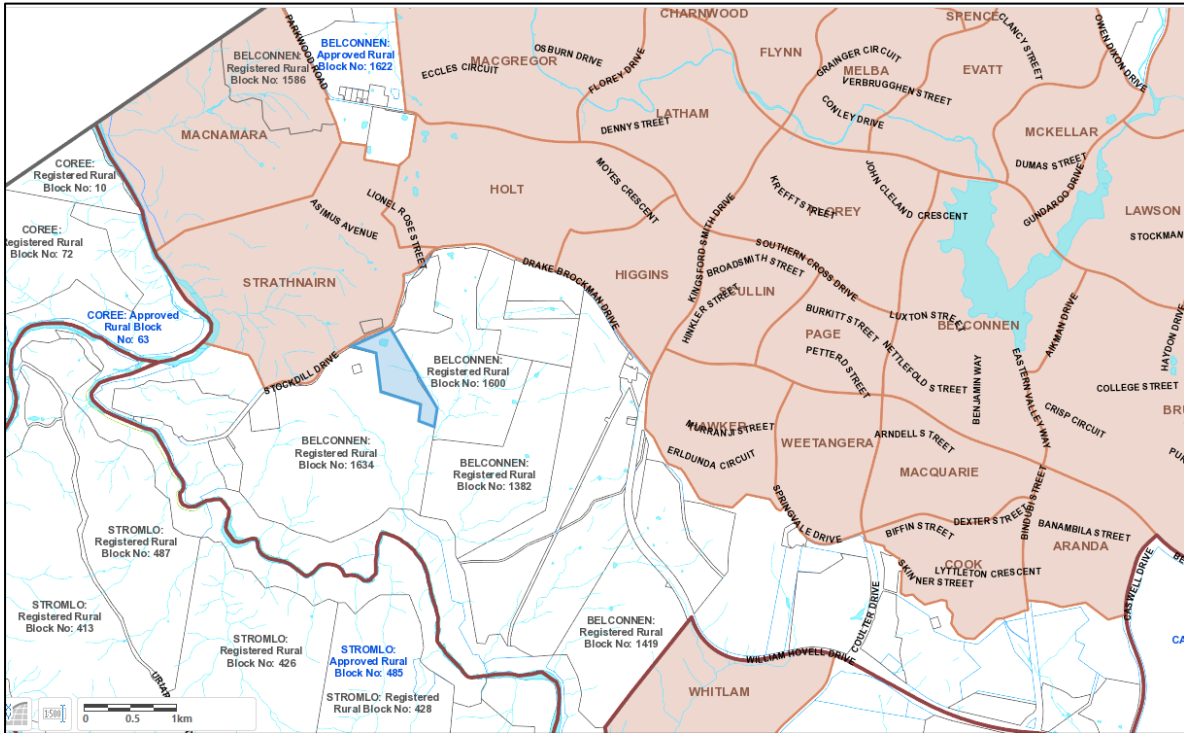 CHARNWOOD
SPENCE
CLANCY STREET
OWEN DIXON DRIVE
PARKWOOD ROAD
BELCONNEN:
Registered Rural
Block No: 1586
BELCONNEN:
Approved Rural
Block No: 1622
MACGREGOR
OSBURN DRIVE
ECCLES CIRCUIT
FLOREY DRIVE
FLYNN
GRAINGER CIRCUIT
MELBA
VERBRUGGHEN STREET
EVATT
CONLEY DRIVE
LATHAM
DENNY STREET
MCKELLAR
DUMAS STREET
MACNAMARA
COREE:
Registered Rural
Block No: 10
HOLT
MOYES CRESCENT
LIONEL ROSE STREET
ASIMUS AVENUE
KREFFT STREET
JOHN CLELAND CRESCENT
GUNDAROO DRIVE
LAWSON
STOCKMAN
COREE:
egistered Rural
Block No: 72
KINGSFORD SMITH DRIVE
SOUTHERN CROSS DRIVE
DRAKE BROCKMAN DRIVE
HIGGINS
BROADSMITH STREET
SCULLIN
HINKLER STREET
STRATHNAIRN
COREE: Approved
Rural Block
No: 63
STOCKDILL DRIVE
BURKITT STREET
LUXTON STREET
BELCONNEN
PAGE
PETTERD STREET
NETTLEFOLD STREET
BENJAMIN WAY
EASTERN VALLEY WAY
AIKMAN DRIVE
HAYDON DRIVE
COLLEGE STREET
CRISP CIRCUIT
BRU
PUR
BELCONNEN:
Registered Rural
Block No: 1600
BELCONNEN:
Registered Rural
Block No: 1634
BELCONNEN:
Registered Rural
Block No: 1382
HAWKER
MURRANJI STREET
ERLDUNDA CIRCUIT
WEETANGERA
ARNDELL STREET
MACQUARIE
SPRINGVALE DRIVE
BIFFIN STREET
DEXTER STREET
BINDUBI STREET
BANAMBILA STREET
ARANDA
COOK
LYTTLETON CRESCENT
SKINNER STREET
CASWELL DRIVE
BE
COULTER DRIVE
STROMLO:
Registered Rural
Block No: 487
STROMLO:
Registered Rural
Block No: 413
STROMLO:
Registered Rural
Block No: 426
STROMLO:
Approved Rural
Block No: 485
STROMLO: Registered
Rural Block No: 428
BELCONNEN:
Registered Rural
Block No: 1419
WILLIAM HOVELL DRIVE
WHITLAM
CA
URIAR
1:500
0 0.5 1km